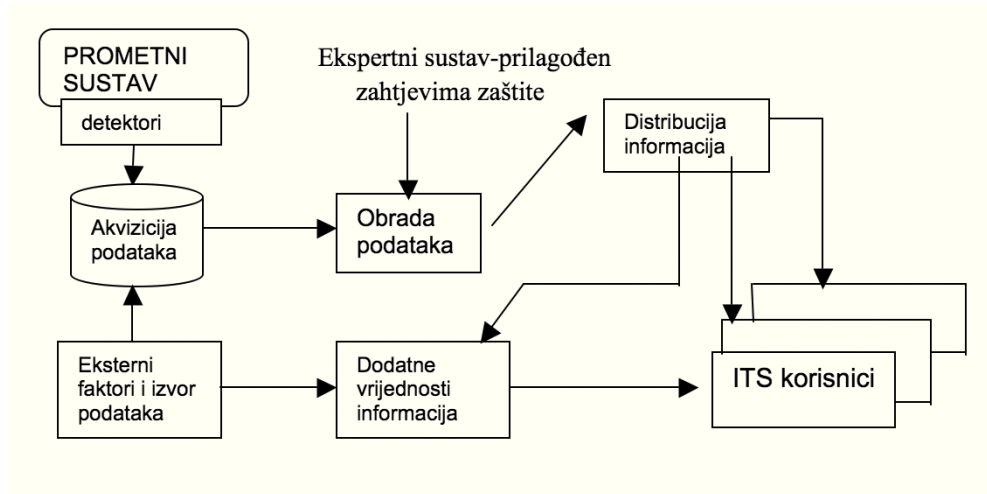 PROMETNI
SUSTAV
detektori
Ekspertni sustav-prilagođen
zahtjevima zaštite
Distribucija
informacija
Akvizicija
podataka
Obrada
podataka
Eksterni
faktori i izvor
podataka
Dodatne
vrijednosti
informacija
ITS korisnici